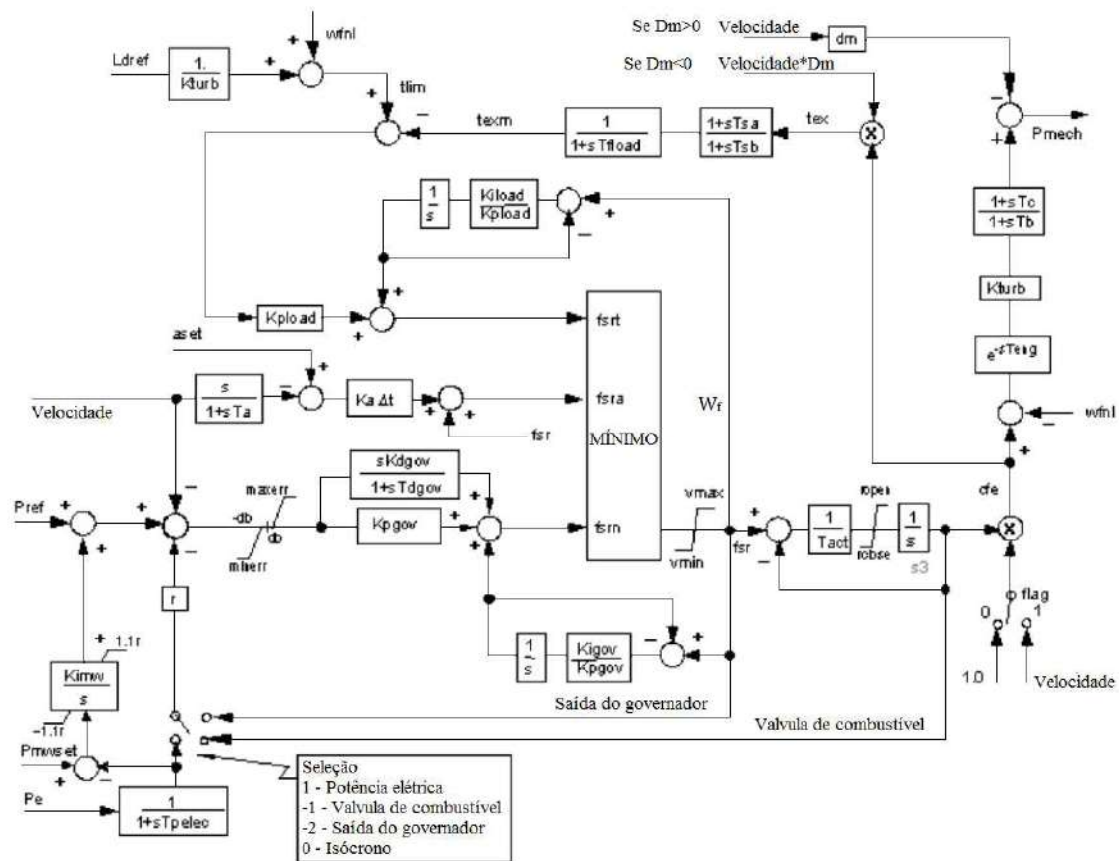 Se Dm>0 Velocidade
dm
Se Dm<0 Velocidade*Dm
wfnl
Ldref
1.
Kturb
tlim
texm
1
1+sTfload
1+sTsa
1+sTsb
tex
X
Pmech
1
s
Kiload
Kpload
1+sTc
1+sTb
Kturb
e^-sTeng
wfnl
Kpload
fsrt
aset
Velocidade
s
1+sTa
Ka Δt
fsr
fsra
MÍNIMO
Wf
sKdgov
1+sTdgov
maxerr
-db
db
minerr
Kpgov
fsrn
Pref
r
vmax
vmin
fsr
1
Tact
ropen
rclose
1
s
s3
cfe
X
flag
0
1
1.0
Velocidade
1
s
Kigov
Kpgov
Kimw
s
1.1r
-1.1r
Saída do governador
Valvula de combustível
Pmwset
Pe
1
1+sTpelec
Seleção
1 - Potência elétrica
-1 - Valvula de combustível
-2 - Saída do governador
0 - Isócrono